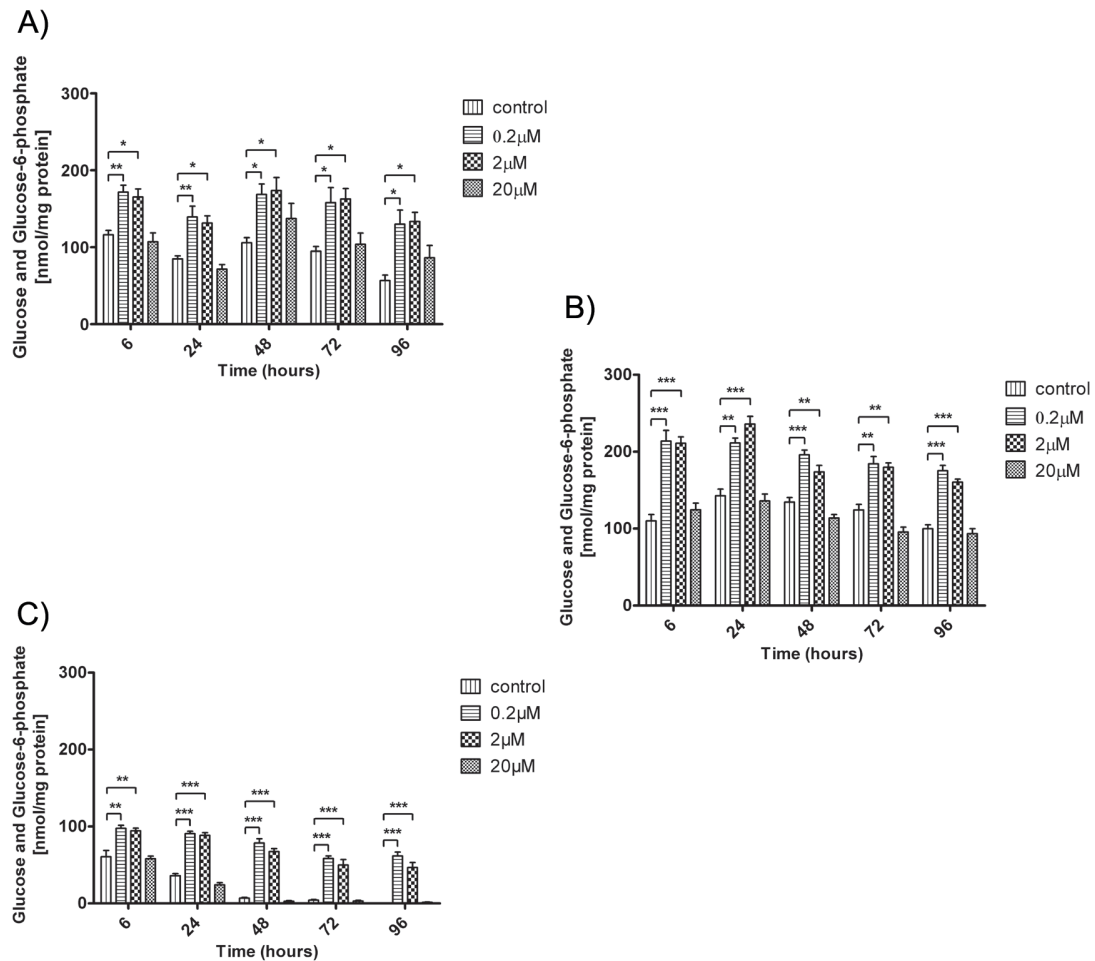 A)
Glucose and Glucose-6-phosphate
[nmol/mg protein]
300
200
100
0
* ** * ** * * * * * *
6 24 48 72 96
Time (hours)
control
0.2μM
2μM
20μM
B)
Glucose and Glucose-6-phosphate
[nmol/mg protein]
300
200
100
0
*** *** *** ** ** *** ** ** *** ***
6 24 48 72 96
Time (hours)
control
0.2μM
2μM
20μM
C)
Glucose and Glucose-6-phosphate
[nmol/mg protein]
300
200
100
0
** ** *** *** *** *** *** *** *** ***
6 24 48 72 96
Time (hours)
control
0.2µM
2µM
20µM